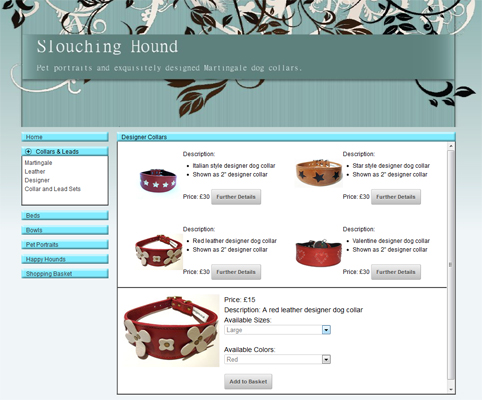 Slouching Hound
Pet portraits and exquisitely designed Martingale dog collars.
Home
Collars & Leads
Martingale
Leather
Designer
Collar and Lead Sets
Beds
Bowls
Pet Portraits
Happy Hounds
Shopping Basket
Designer Collars
Description:
Italian style designer dog collar
Shown as 2" designer collar
Price: £30 Further Details
Description:
Star style designer dog collar
Shown as 2" designer collar
Price: £30 Further Details
Description:
Red leather designer dog collar
Shown as 2" designer collar
Price: £30 Further Details
Description:
Valentine designer dog collar
Shown as 2" designer collar
Price: £30 Further Details
Price: £15
Description: A red leather designer dog collar
Available Sizes:
Large
Available Colors:
Red
Add to Basket